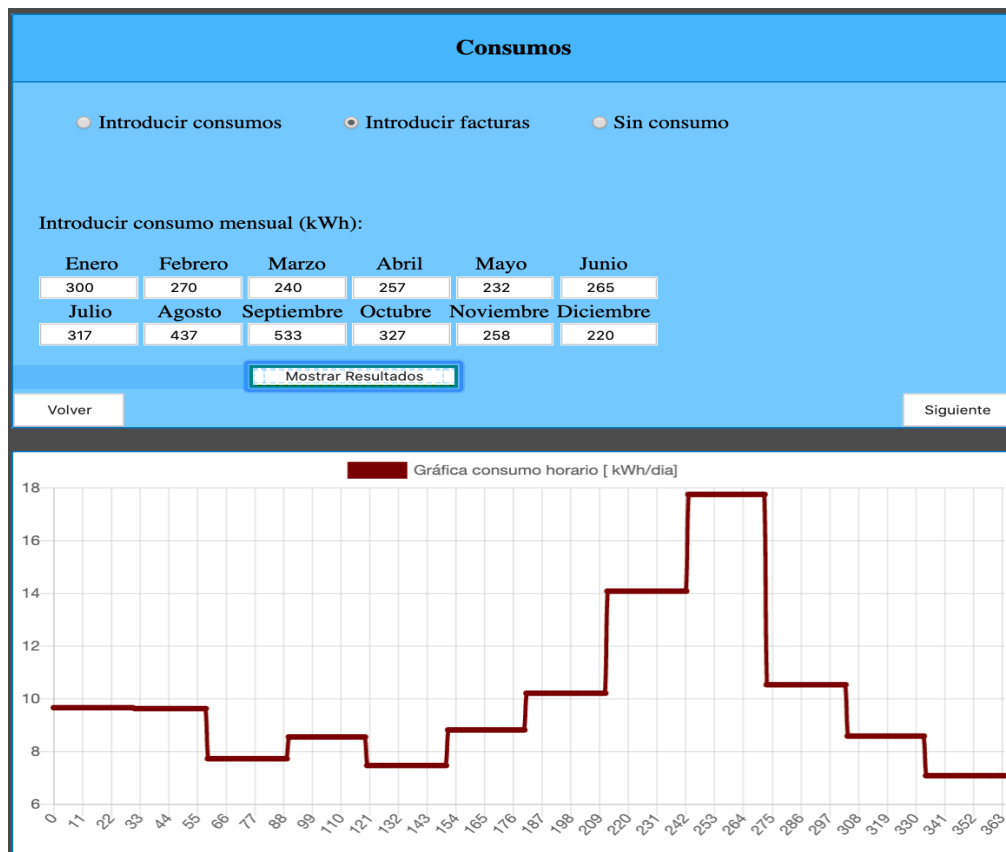 Consumos
Introducir consumos Introducir facturas Sin consumo
Introducir consumo mensual (kWh):
Enero Febrero Marzo Abril Mayo Junio
300 270 240 257 232 265
Julio Agosto Septiembre Octubre Noviembre Diciembre
317 437 533 327 258 220
Mostrar Resultados
Volver Siguiente
Gráfica consumo horario [ kWh/dia]
18
16
14
12
10
8
6
0 11 22 33 44 55 66 77 88 99 110 121 132 143 154 165 176 187 198 209 220 231 242 253 264 275 286 297 308 319 330 341 352 363